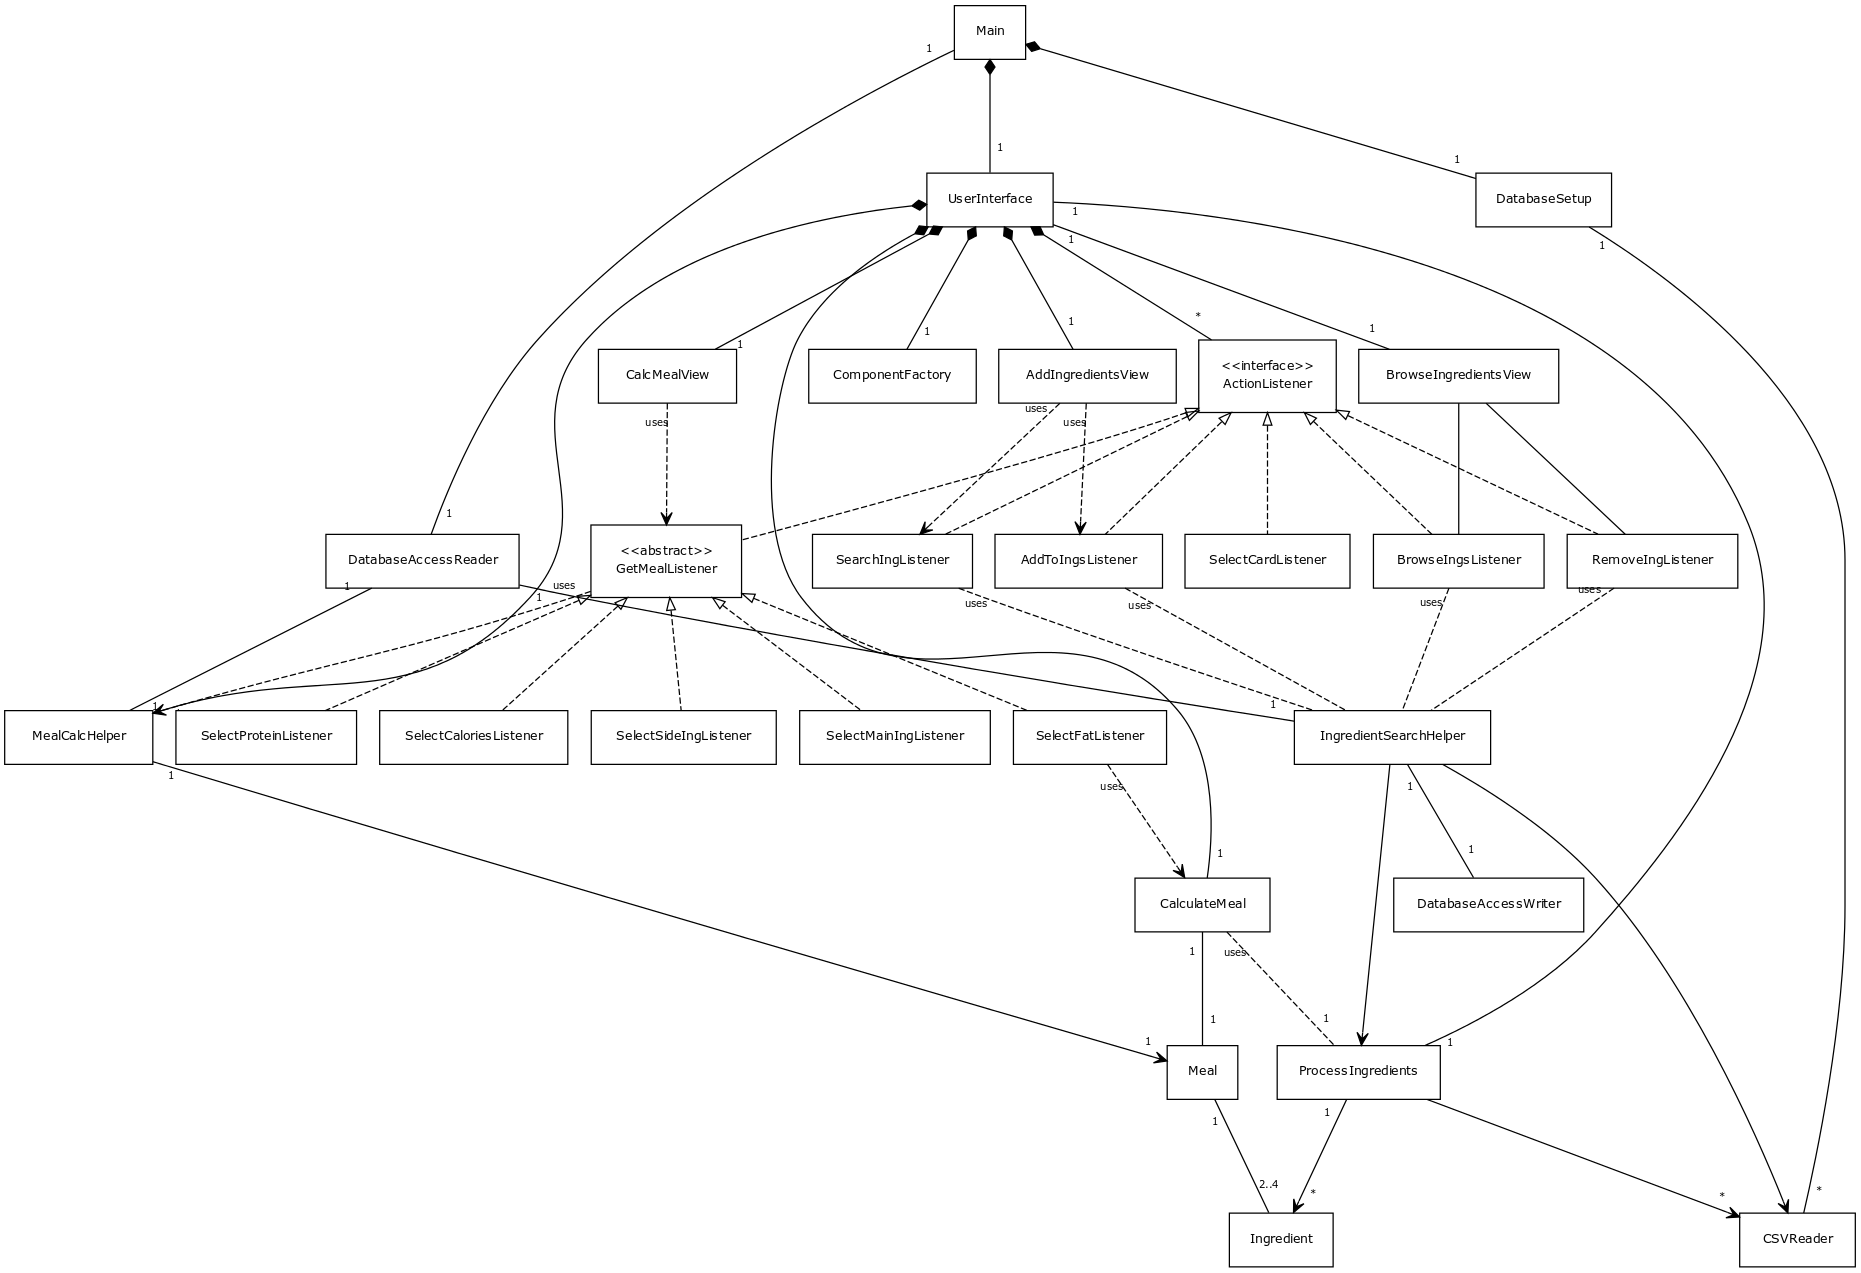 Main
1
1
1
UserInterface
DatabaseSetup
1
1
1
1
*
1
1
1
CalcMealView
ComponentFactory
AddIngredientsView
<<interface>>
ActionListener
BrowseIngredientsView
uses
uses
uses
1
DatabaseAccessReader
<<abstract>>
GetMealListener
SearchIngListener
AddToIngsListener
SelectCardListener
BrowseIngsListener
RemoveIngListener
1
uses
1
uses
uses
uses
uses
1
1
MealCalcHelper
SelectProteinListener
SelectCaloriesListener
SelectSideIngListener
SelectMainIngListener
SelectFatListener
IngredientSearchHelper
1
uses
1
1
1
CalculateMeal
DatabaseAccessWriter
1
uses
1
1
1
1
Meal
ProcessIngredients
1
1
2..4
*
*
*
Ingredient
CSVReader